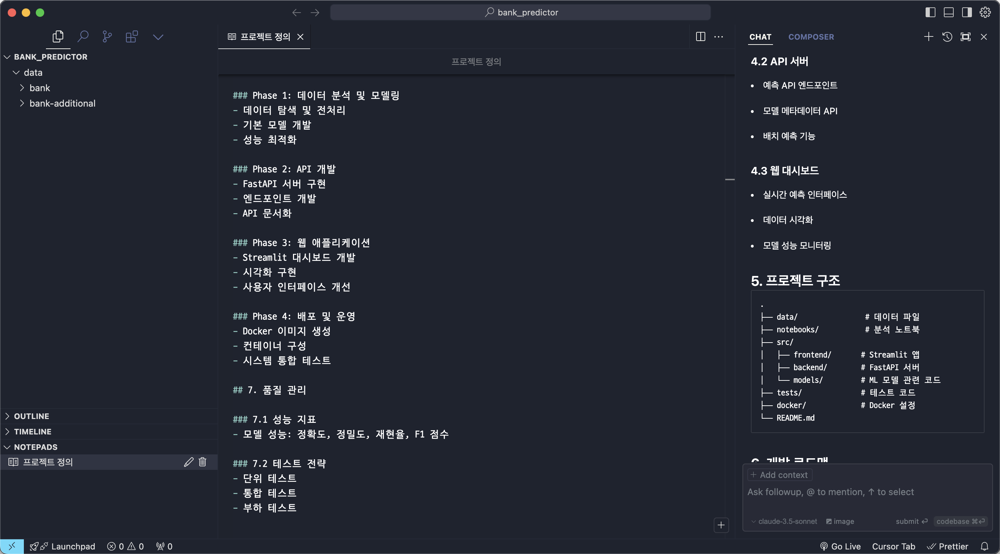 bank_predictor
BANK_PREDICTOR
data
bank
bank-additional
OUTLINE
TIMELINE
NOTEPADS
프로젝트 정의
프로젝트 정의
프로젝트 정의
### Phase 1: 데이터 분석 및 모델링
- 데이터 탐색 및 전처리
- 기본 모델 개발
- 성능 최적화
### Phase 2: API 개발
- FastAPI 서버 구현
- 엔드포인트 개발
- API 문서화
### Phase 3: 웹 애플리케이션
- Streamlit 대시보드 개발
- 시각화 구현
- 사용자 인터페이스 개선
### Phase 4: 배포 및 운영
- Docker 이미지 생성
- 컨테이너 구성
- 시스템 통합 테스트
## 7. 품질 관리
### 7.1 성능 지표
- 모델 성능: 정확도, 정밀도, 재현율, F1 점수
### 7.2 테스트 전략
- 단위 테스트
- 통합 테스트
- 부하 테스트
CHAT COMPOSER
4.2 API 서버
• 예측 API 엔드포인트
• 모델 메타데이터 API
• 배치 예측 기능
4.3 웹 대시보드
• 실시간 예측 인터페이스
• 데이터 시각화
• 모델 성능 모니터링
5. 프로젝트 구조
.
├── data/ # 데이터 파일
├── notebooks/ # 분석 노트북
├── src/
│ ├── frontend/ # Streamlit 앱
│ ├── backend/ # FastAPI 서버
│ └── models/ # ML 모델 관련 코드
├── tests/ # 테스트 코드
├── docker/ # Docker 설정
└── README.md
6. 개발 로드맵
+ Add context
Ask followup, @ to mention, ↑ to select
claude-3.5-sonnet image submit ⏎ codebase ⌘⏎
Launchpad 0 0 0 Go Live Cursor Tab Prettier